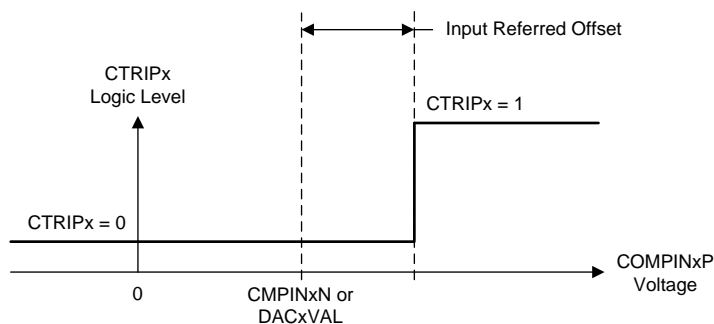 Input Referred Offset
CTRIPx
Logic Level
CTRIPx = 1
CTRIPx = 0
COMPINxP
Voltage
0
CMPINxN or
DACxVAL